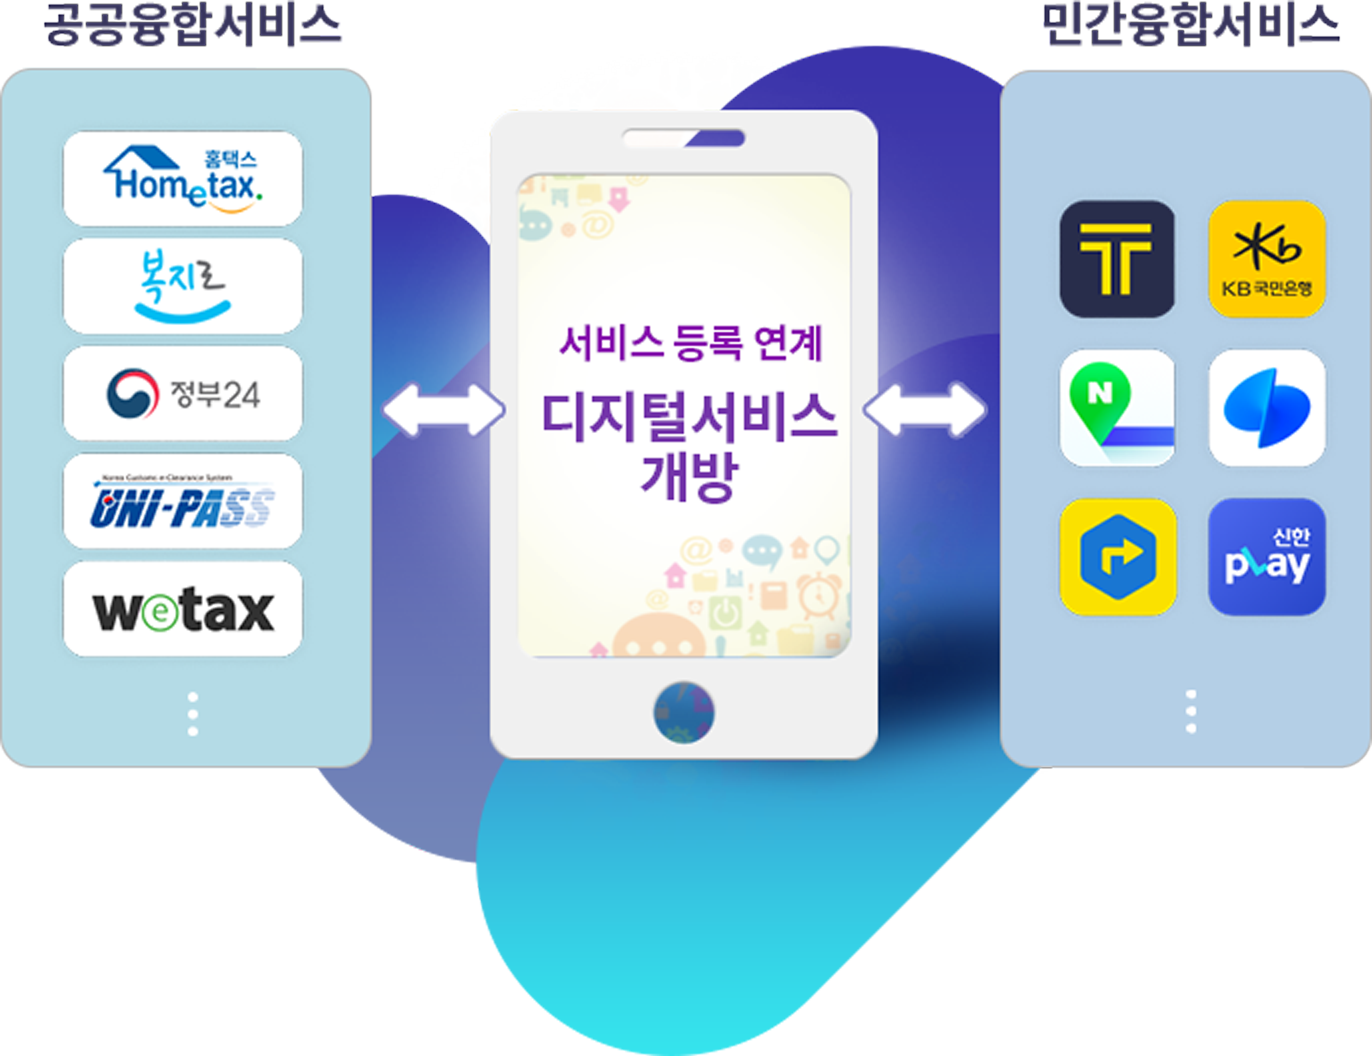 공공융합서비스
민간융합서비스
홈택스
Hometax.
복지로
정부24
Korea Customs e-Clearance System
UNI-PASS
wetax
서비스 등록 연계
디지털서비스
개방
T
Kb
KB 국민은행
N
신한
play